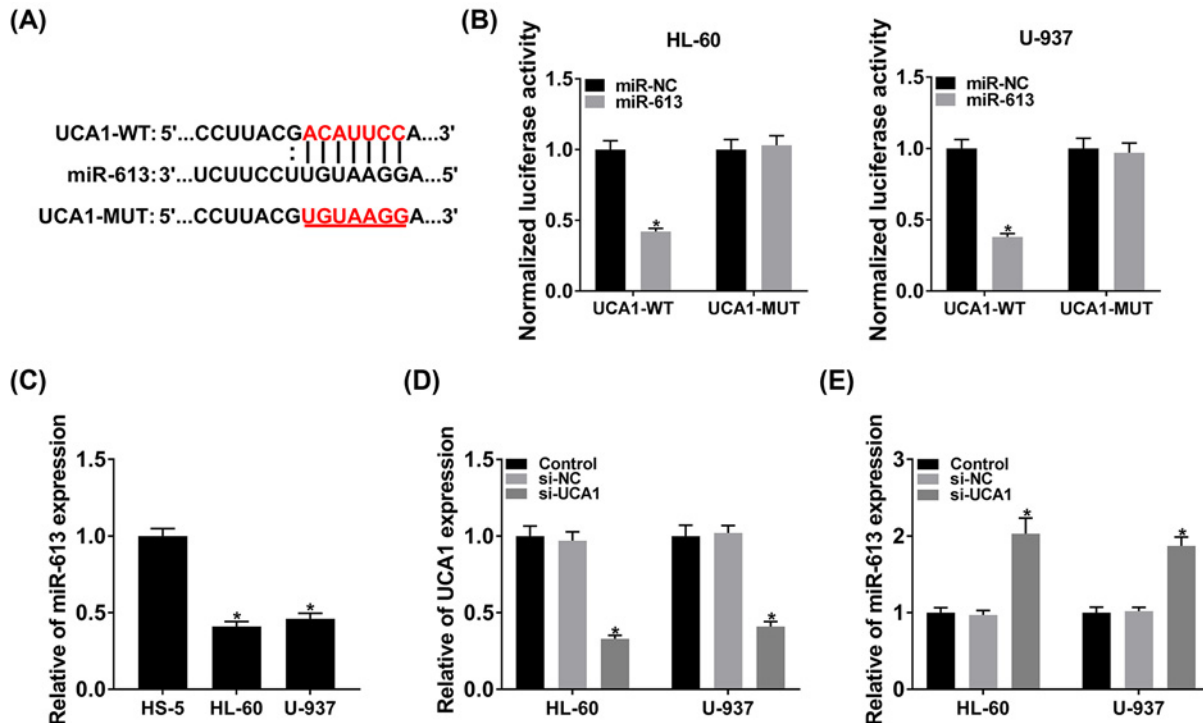 (A)
UCA1-WT: 5'...CCUUACGACAUUCCA...3'
miR-613: 3'...UCUUCCUUGUAAGGA...5'
UCA1-MUT: 5'...CCUUACGUGUAAGGA...3'
(B)
HL-60
Normalized luciferase activity
miR-NC
miR-613
1.5
1.0
0.5
0.0
*
UCA1-WT UCA1-MUT
U-937
Normalized luciferase activity
miR-NC
miR-613
1.5
1.0
0.5
0.0
*
UCA1-WT UCA1-MUT
(C)
Relative of miR-613 expression
1.5
1.0
0.5
0.0
* *
HS-5 HL-60 U-937
(D)
Relative of UCA1 expression
Control
si-NC
si-UCA1
1.5
1.0
0.5
0.0
* *
HL-60 U-937
(E)
Relative of miR-613 expression
Control
si-NC
si-UCA1
3
2
1
0
* *
HL-60 U-937